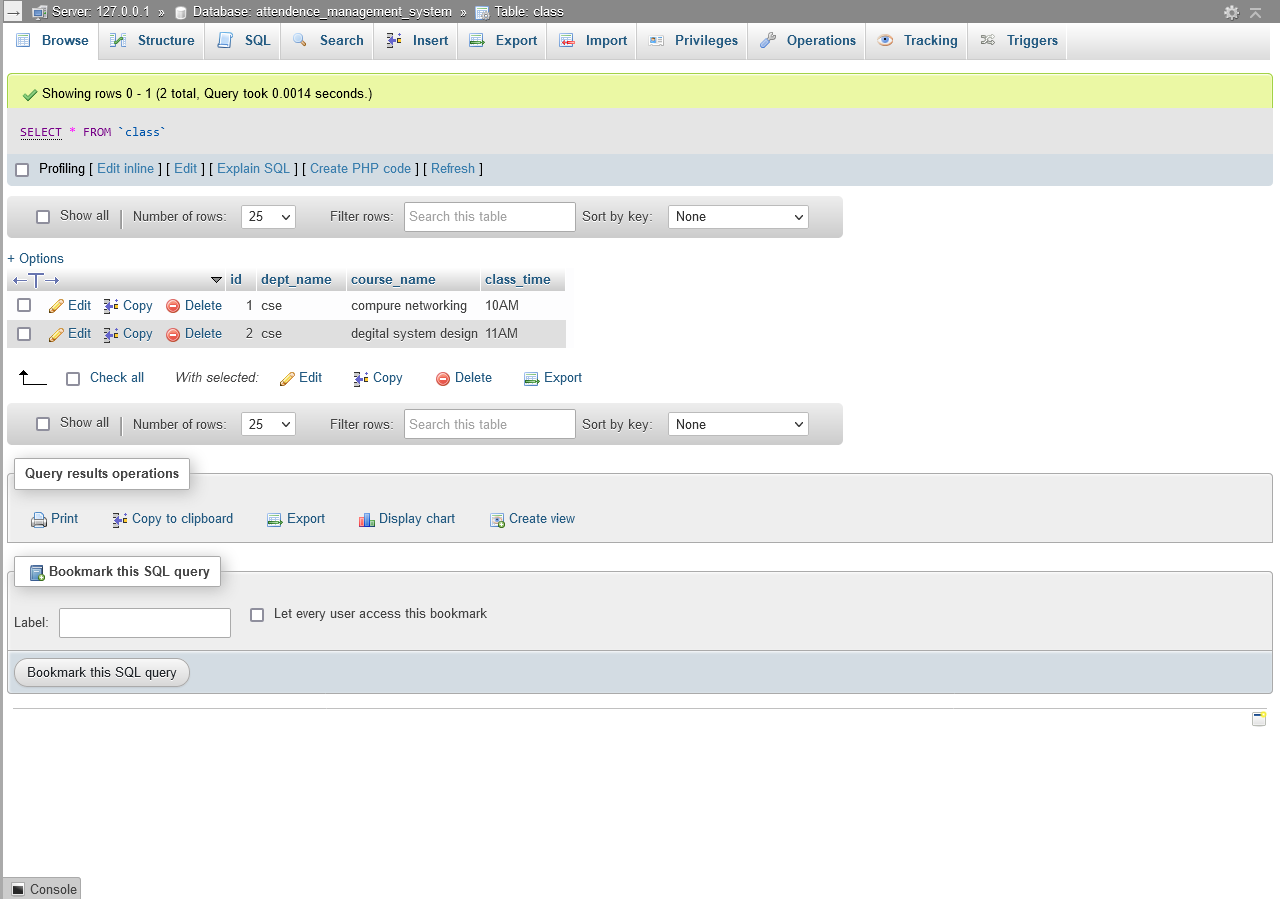 Server: 127.0.0.1 » Database: attendence_management_system » Table: class
Browse Structure SQL Search Insert Export Import Privileges Operations Tracking Triggers
Showing rows 0 - 1 (2 total, Query took 0.0014 seconds.)
SELECT * FROM `class`
Profiling [ Edit inline ] [ Edit ] [ Explain SQL ] [ Create PHP code ] [ Refresh ]
Show all | Number of rows: 25 Filter rows: Search this table Sort by key: None
+ Options
←T→ id dept_name course_name class_time
Edit Copy Delete 1 cse compure networking 10AM
Edit Copy Delete 2 cse degital system design 11AM
Check all With selected: Edit Copy Delete Export
Show all | Number of rows: 25 Filter rows: Search this table Sort by key: None
Query results operations
Print Copy to clipboard Export Display chart Create view
Bookmark this SQL query
Label: Let every user access this bookmark
Bookmark this SQL query
Console